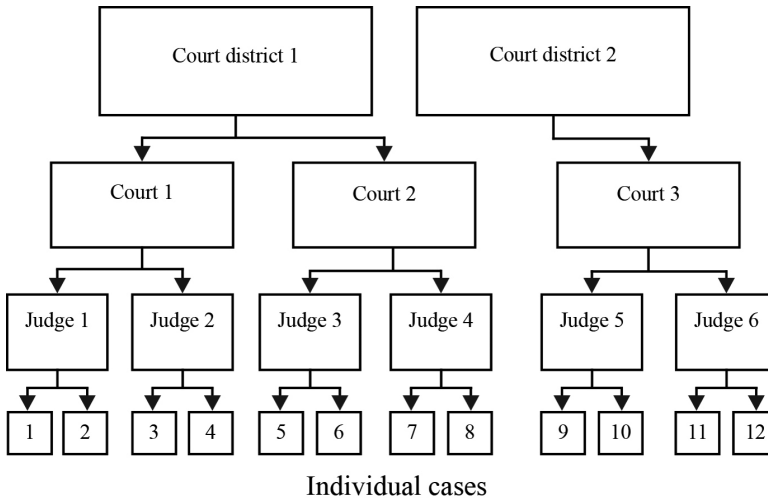 Court district 1
Court district 2
Court 1
Court 2
Court 3
Judge 1
Judge 2
Judge 3
Judge 4
Judge 5
Judge 6
1
2
3
4
5
6
7
8
9
10
11
12
Individual cases